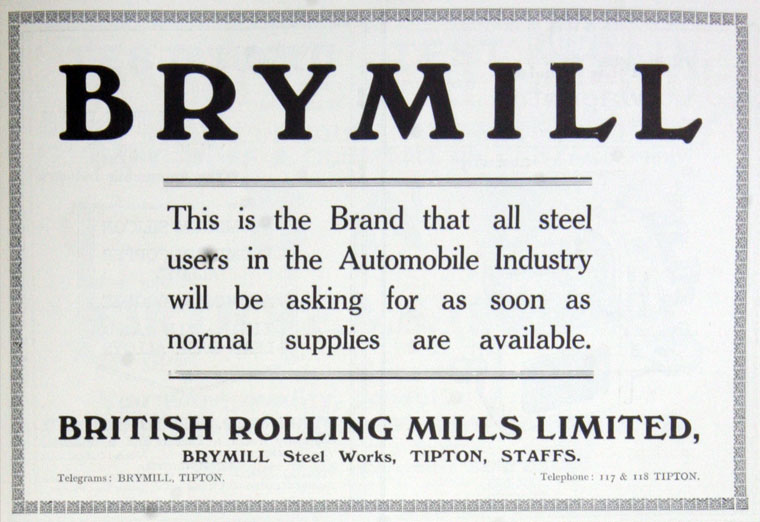 BRYMILL
This is the Brand that all steel
users in the Automobile Industry
will be asking for as soon as
normal supplies are available.
BRITISH ROLLING MILLS LIMITED,
BRYMILL Steel Works, TIPTON, STAFFS.
Telegrams: BRYMILL, TIPTON. Telephone: 117 & 118 TIPTON.